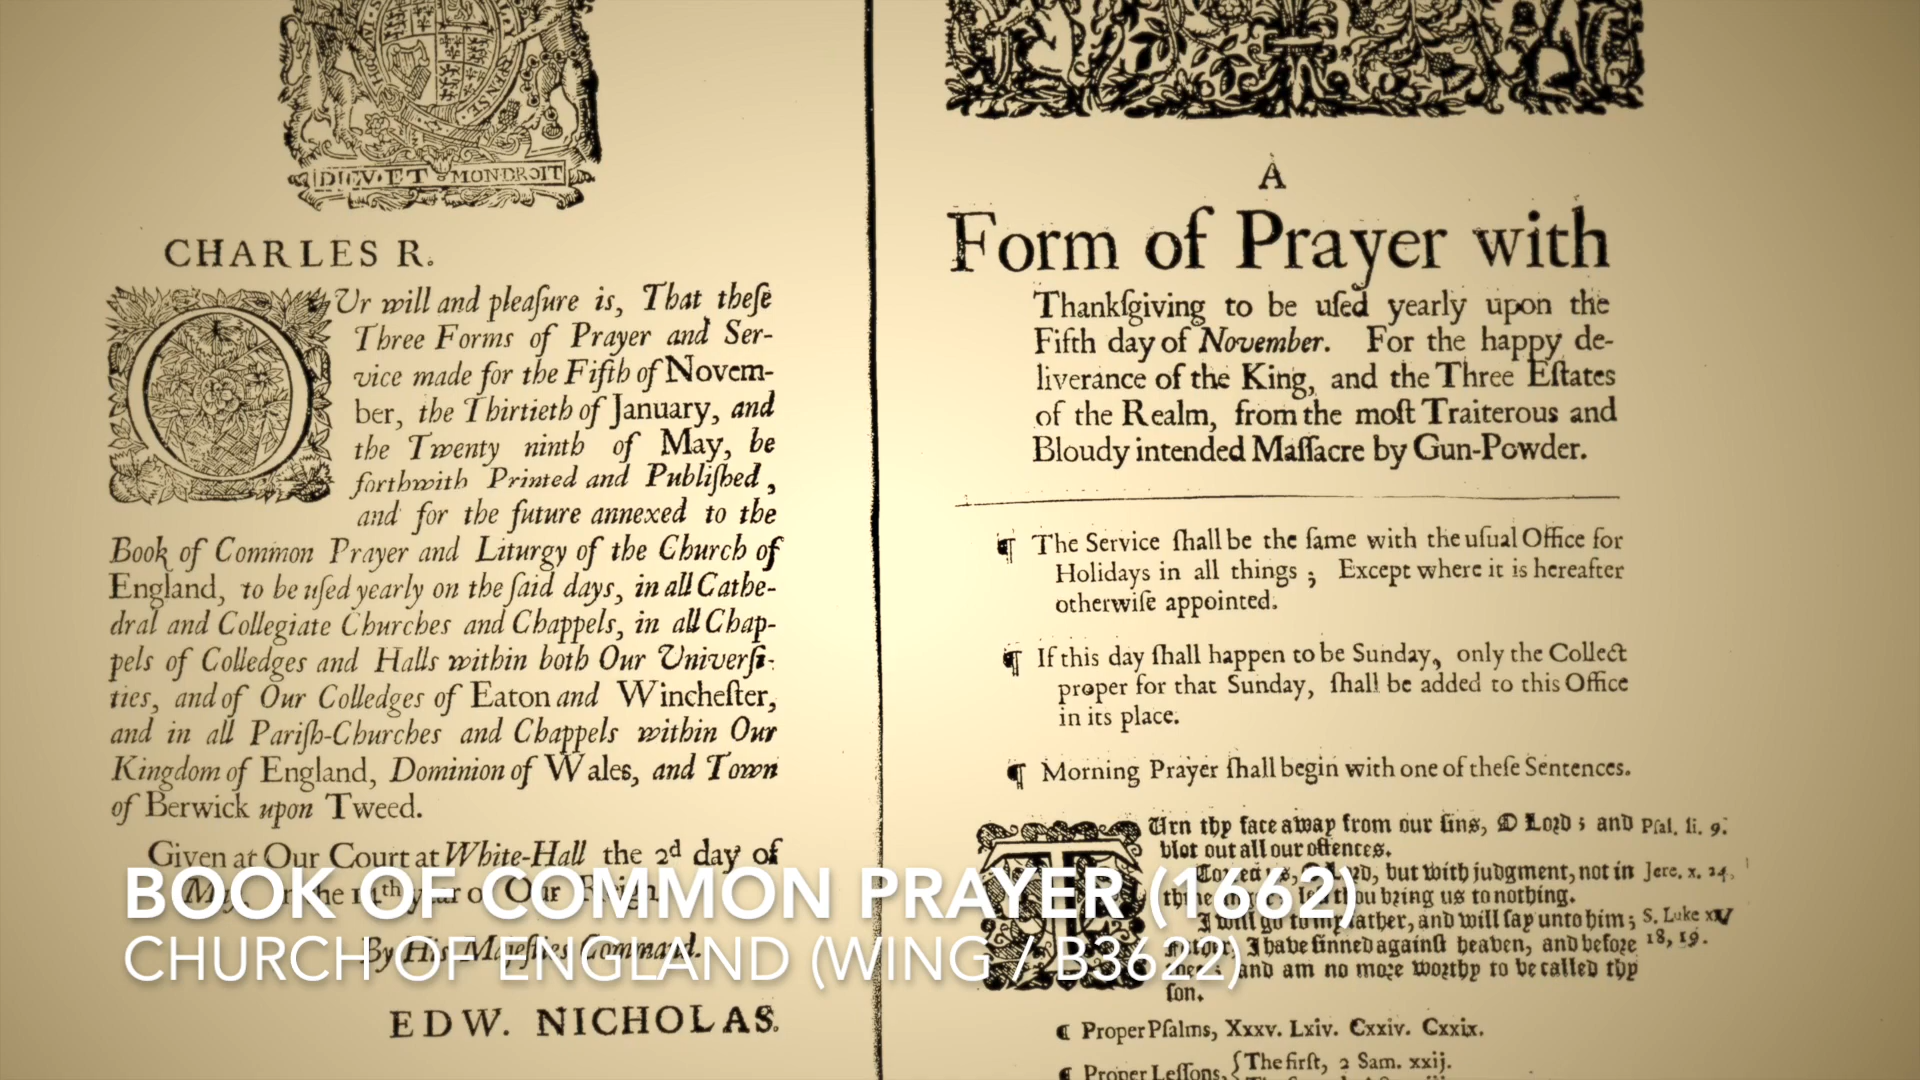 DIEV·ET MON·DROIT
CHARLES R.
OUr will and pleaſure is, That theſe
Three Forms of Prayer and Ser-
vice made for the Fifth of Novem-
ber, the Thirtieth of January, and
the Twenty ninth of May, be
forthwith Printed and Publiſhed,
and for the future annexed to the
Book of Common Prayer and Liturgy of the Church of
England, to be uſed yearly on the ſaid days, in all Cathe-
dral and Collegiate Churches and Chappels, in all Chap-
pels of Colledges and Halls within both Our Univerſi-
ties, and of Our Colledges of Eaton and Wincheſter,
and in all Pariſh-Churches and Chappels within Our
Kingdom of England, Dominion of Wales, and Town
of Berwick upon Tweed.
Given at Our Court at White-Hall the 2d day of
May, in the 14th year of Our Reign.
By His Majeſties Command.
EDW. NICHOLAS.
A
Form of Prayer with
Thankſgiving to be uſed yearly upon the
Fifth day of November. For the happy de-
liverance of the King, and the Three Eſtates
of the Realm, from the moſt Traiterous and
Bloudy intended Maſſacre by Gun-Powder.
¶ The Service ſhall be the ſame with the uſual Office for
Holidays in all things; Except where it is hereafter
otherwiſe appointed.
¶ If this day ſhall happen to be Sunday, only the Collect
proper for that Sunday, ſhall be added to this Office
in its place.
¶ Morning Prayer ſhall begin with one of theſe Sentences.
TUrn thy face away from our ſins, O Lord; and Pſal. li. 9.
blot out all our offences.
O Lord, but with judgment, not in Jere. x. 24.
thou bring us to nothing.
I will go to my father, and will ſay unto him; S. Luke xv
I have ſinned againſt heaven, and before 18, 19.
and am no more worthy to be called thy
ſon.
¶ Proper Pſalms, Xxxv. Lxiv. Cxxiv. Cxxix.
¶ Proper Leſſons, {The firſt, 2 Sam. xxij.
BOOK OF COMMON PRAYER (1662)
CHURCH OF ENGLAND (WING / B3622)